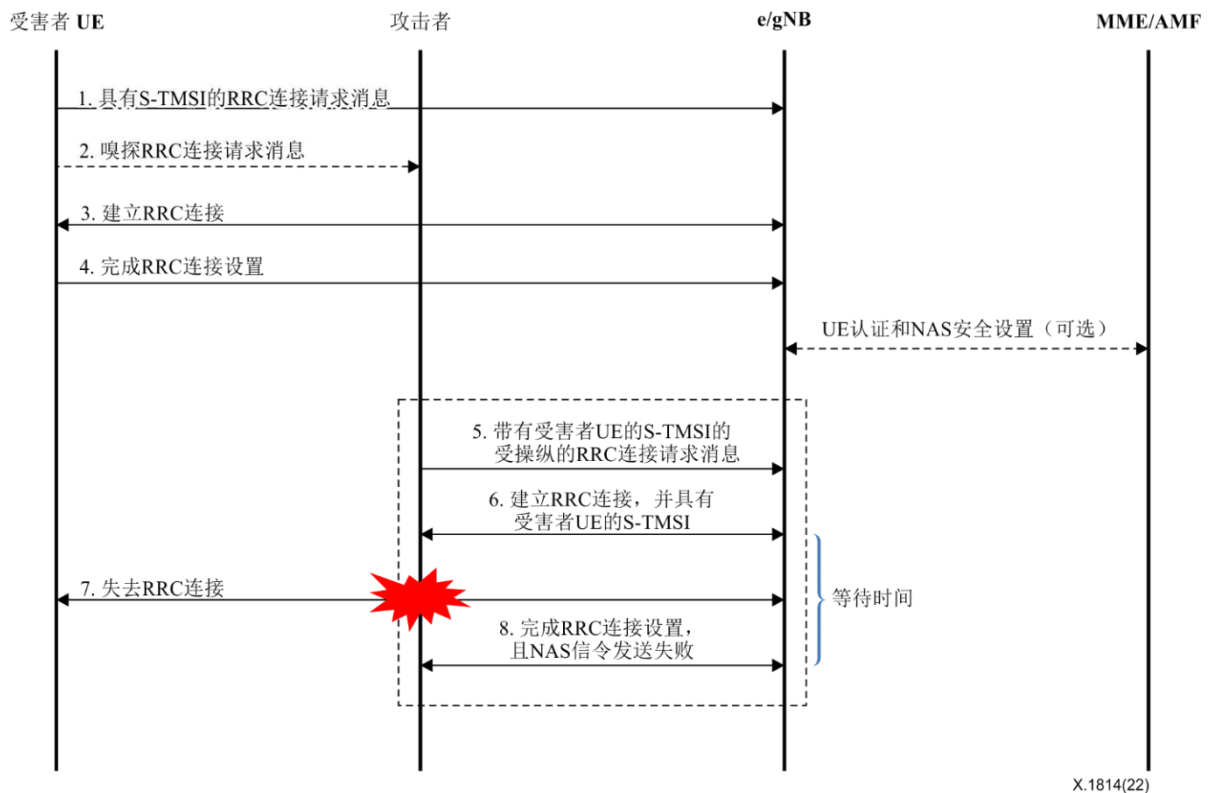 受害者 UE
攻击者
e/gNB
MME/AMF
1. 具有S-TMSI的RRC连接请求消息
2. 嗅探RRC连接请求消息
3. 建立RRC连接
4. 完成RRC连接设置
UE认证和NAS安全设置（可选）
5. 带有受害者UE的S-TMSI的
受操纵的RRC连接请求消息
6. 建立RRC连接，并具有
受害者UE的S-TMSI
7. 失去RRC连接
等待时间
8. 完成RRC连接设置，
且NAS信令发送失败
X.1814(22)